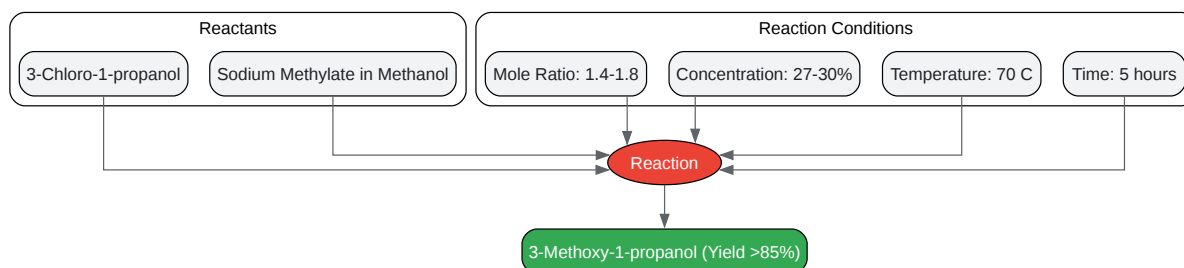 Reactants
Reaction Conditions
3-Chloro-1-propanol
Sodium Methylate in Methanol
Mole Ratio: 1.4-1.8
Concentration: 27-30%
Temperature: 70 C
Time: 5 hours
Reaction
3-Methoxy-1-propanol (Yield >85%)